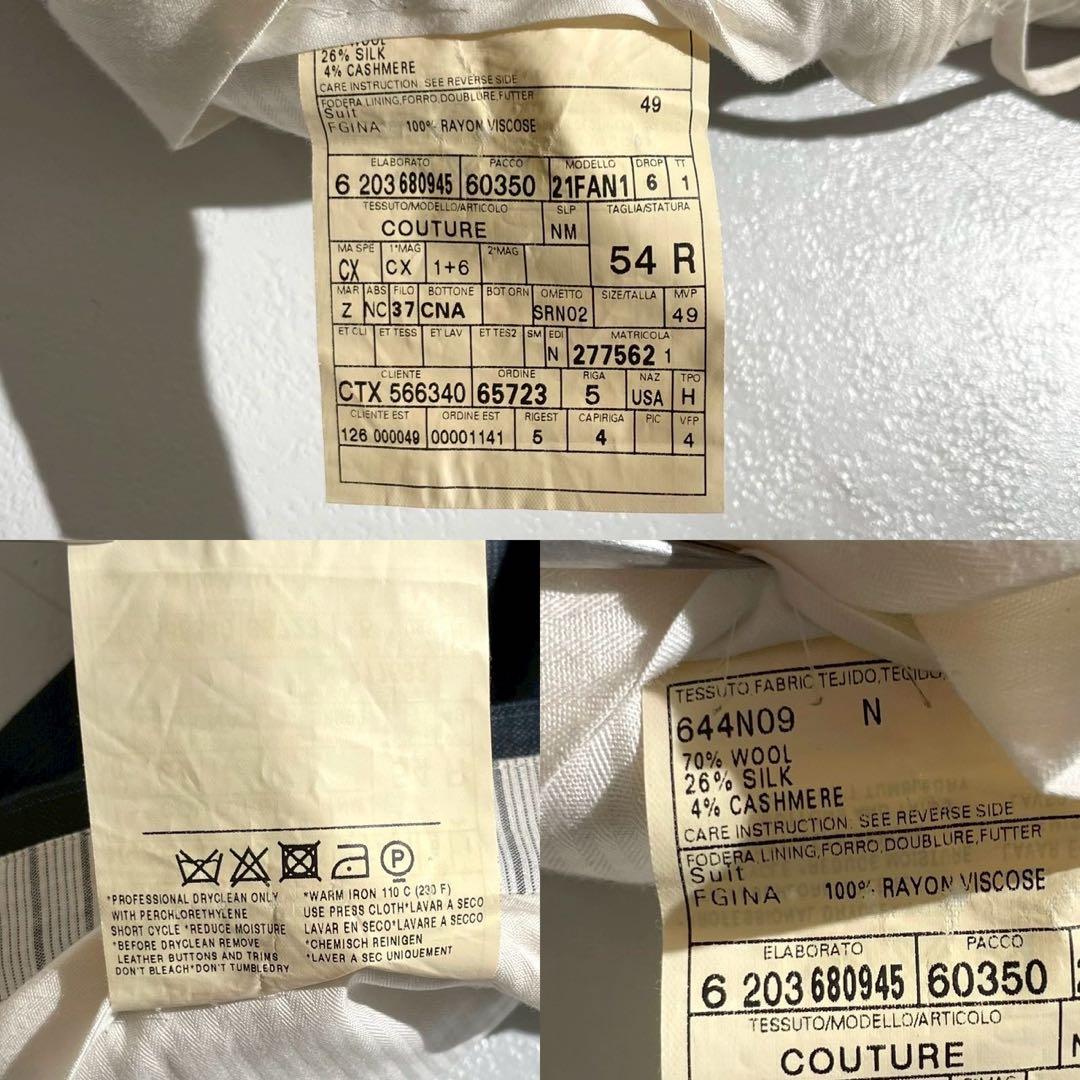 26% SILK
4% CASHMERE
CARE INSTRUCTION: SEE REVERSE SIDE
FODERA,LINING,FORRO,DOUBLURE,FUTTER
Suit 49
FGINA 100% RAYON VISCOSE
ELABORATO PACCO MODELLO DROP TT
6 203 680945 60350 21FAN1 6 1
TESSUTO/MODELLO/ARTICOLO SLP TAGLIA/STATURA
COUTURE NM 54 R
MA SPE 1*MAG 2*MAG
CX CX 1+6
MAR ABS FILO BOTTONE BOT ORN OMETTO SIZE/TALLA MVP
Z NC 37 CNA SRN02 49
ET CLI ET TESS ET LAV ET TES2 SM EDI MATRICOLA
N 277562 1
CLIENTE ORDINE RIGA NAZ TPO
CTX 566340 65723 5 USA H
CLIENTE EST ORDINE EST RIGEST CAPIRIGA PIC VFP
126 000049 00001141 5 4 4
P
*PROFESSIONAL DRYCLEAN ONLY
WITH PERCHLORETHYLENE
SHORT CYCLE *REDUCE MOISTURE
*BEFORE DRYCLEAN REMOVE
LEATHER BUTTONS AND TRIMS
DON'T BLEACH*DON'T TUMBLEDRY
*WARM IRON 110 C (230 F)
USE PRESS CLOTH*LAVAR A SECO
LAVAR EN SECO*LAVARE A SECCO
*CHEMISCH REINIGEN
*LAVER A SEC UNIQUEMENT
TESSUTO,FABRIC,TEJIDO,TECIDO,
644N09 N
70% WOOL
26% SILK
4% CASHMERE
CARE INSTRUCTION: SEE REVERSE SIDE
FODERA,LINING,FORRO,DOUBLURE,FUTTER
Suit
FGINA 100% RAYON VISCOSE
ELABORATO PACCO
6 203 680945 60350
TESSUTO/MODELLO/ARTICOLO
COUTURE